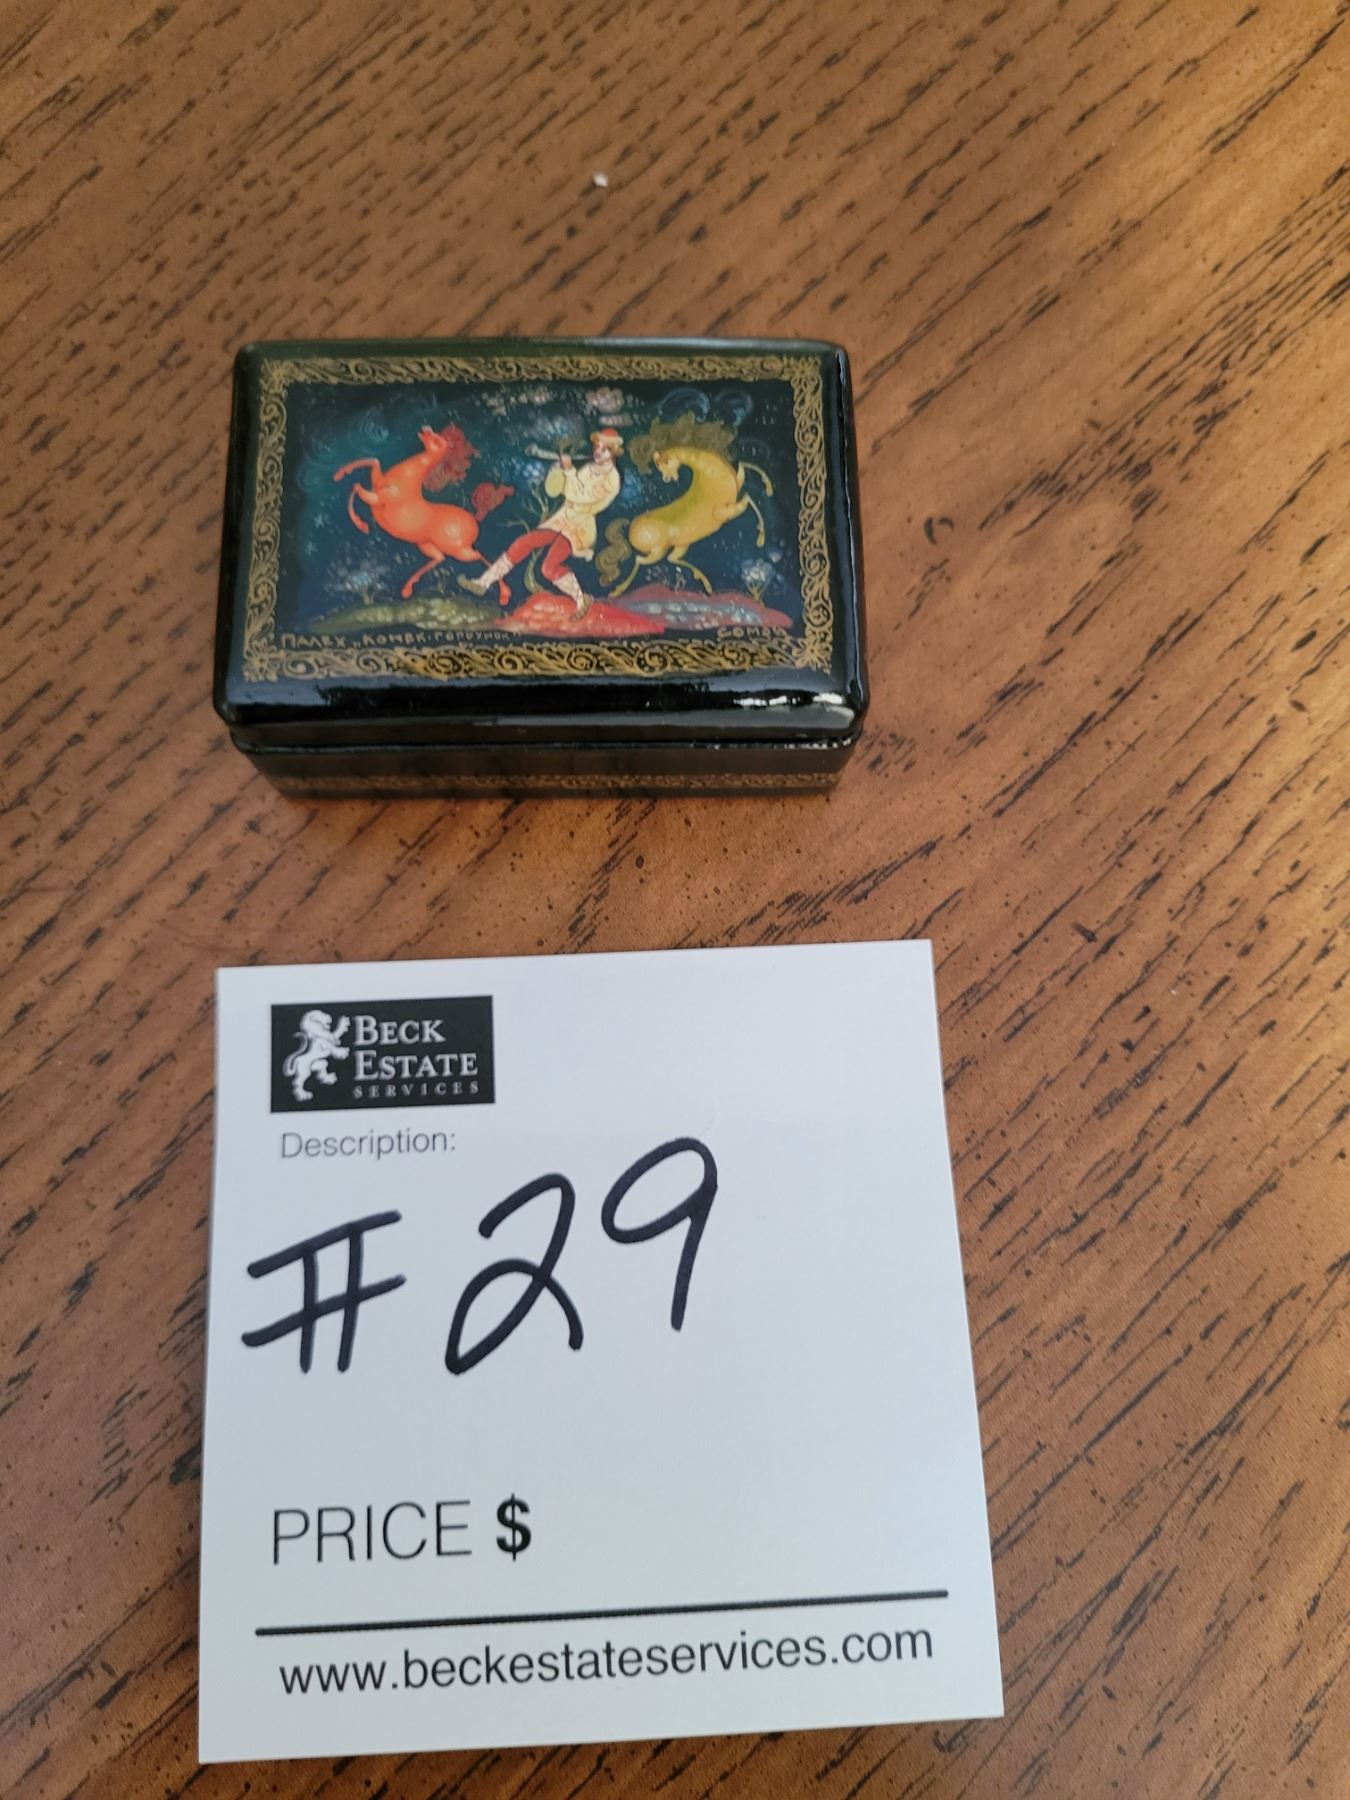 ПАЛЕХ "КОНЕК-ГОРБУНОК"
BECK
ESTATE
SERVICES
Description:
#29
PRICE $
www.beckestateservices.com